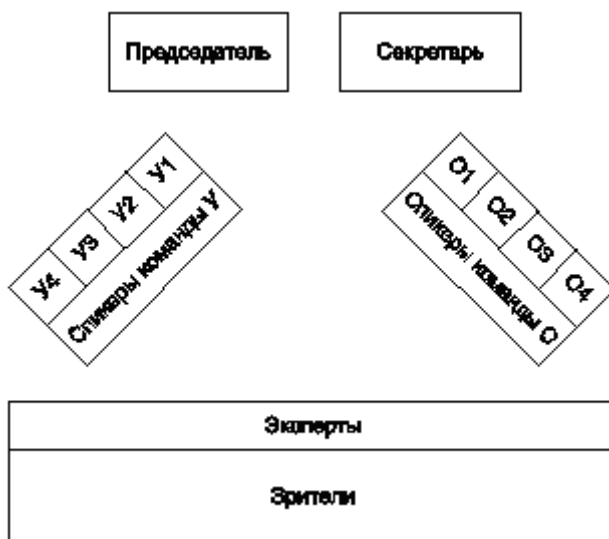 Председатель
Секретарь
У1
У2
У3
У4
Спикеры команды У
О1
О2
О3
О4
Спикеры команды О
Эксперты
Зрители